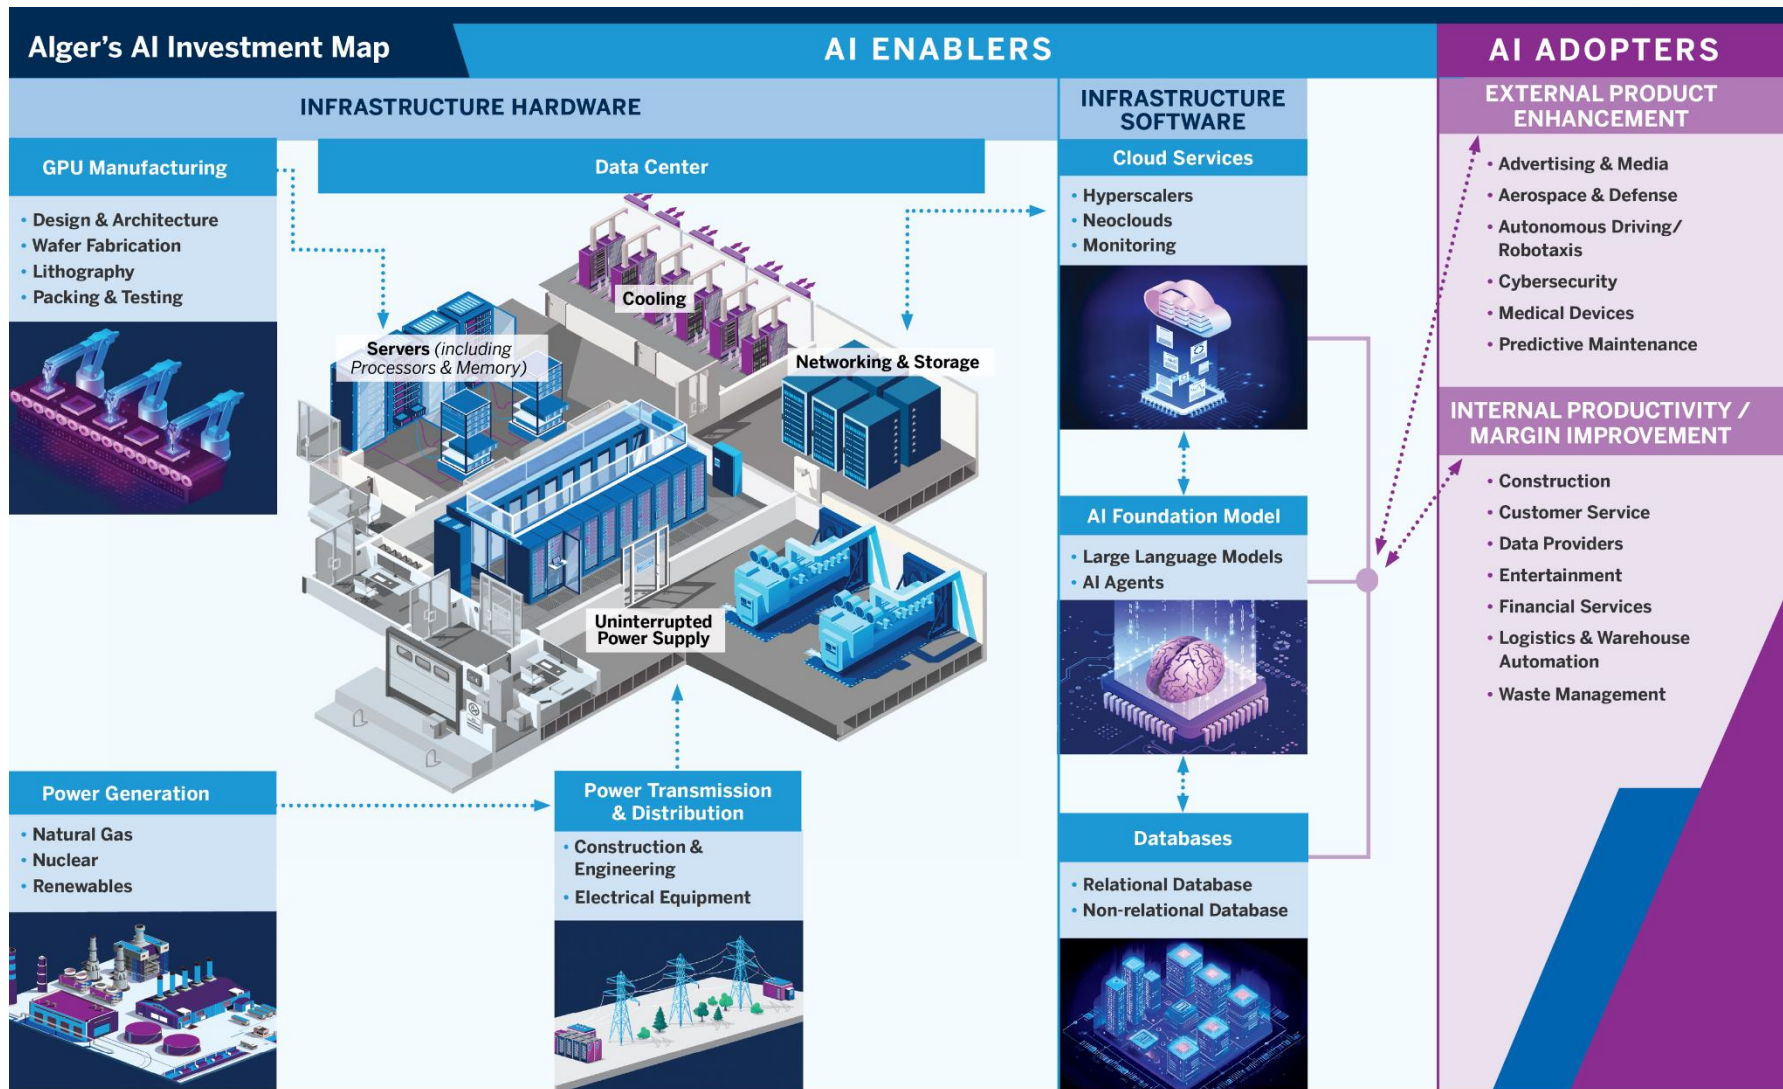 Alger's AI Investment Map
AI ENABLERS
AI ADOPTERS
INFRASTRUCTURE HARDWARE
GPU Manufacturing
• Design & Architecture
• Wafer Fabrication
• Lithography
• Packing & Testing
Data Center
Cooling
Servers (including
Processors & Memory)
Networking & Storage
Uninterrupted
Power Supply
Power Generation
• Natural Gas
• Nuclear
• Renewables
Power Transmission
& Distribution
• Construction &
Engineering
• Electrical Equipment
INFRASTRUCTURE
SOFTWARE
Cloud Services
• Hyperscalers
• Neoclouds
• Monitoring
AI Foundation Model
• Large Language Models
• AI Agents
Databases
• Relational Database
• Non-relational Database
EXTERNAL PRODUCT
ENHANCEMENT
• Advertising & Media
• Aerospace & Defense
• Autonomous Driving/
Robotaxis
• Cybersecurity
• Medical Devices
• Predictive Maintenance
INTERNAL PRODUCTIVITY /
MARGIN IMPROVEMENT
• Construction
• Customer Service
• Data Providers
• Entertainment
• Financial Services
• Logistics & Warehouse
Automation
• Waste Management